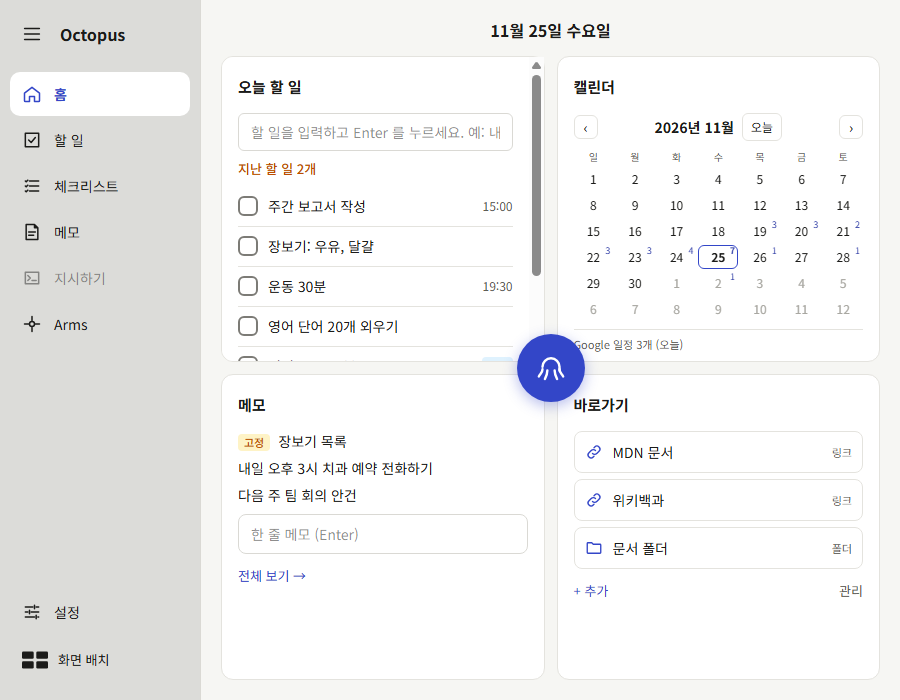 Octopus
홈
할 일
체크리스트
메모
지시하기
Arms
설정
화면 배치
11월 25일 수요일
오늘 할 일
할 일을 입력하고 Enter 를 누르세요. 예: 내
지난 할 일 2개
주간 보고서 작성 15:00
장보기: 우유, 달걀
운동 30분 19:30
영어 단어 20개 외우기
캘린더
‹ 2026년 11월 오늘 ›
일 월 화 수 목 금 토
1 2 3 4 5 6 7
8 9 10 11 12 13 14
15 16 17 18 19 3 20 3 21 2
22 3 23 3 24 4 25 7 26 1 27 28 1
29 30 1 2 1 3 4 5
6 7 8 9 10 11 12
Google 일정 3개 (오늘)
메모
고정 장보기 목록
내일 오후 3시 치과 예약 전화하기
다음 주 팀 회의 안건
한 줄 메모 (Enter)
전체 보기 →
바로가기
MDN 문서 링크
위키백과 링크
문서 폴더 폴더
+ 추가 관리